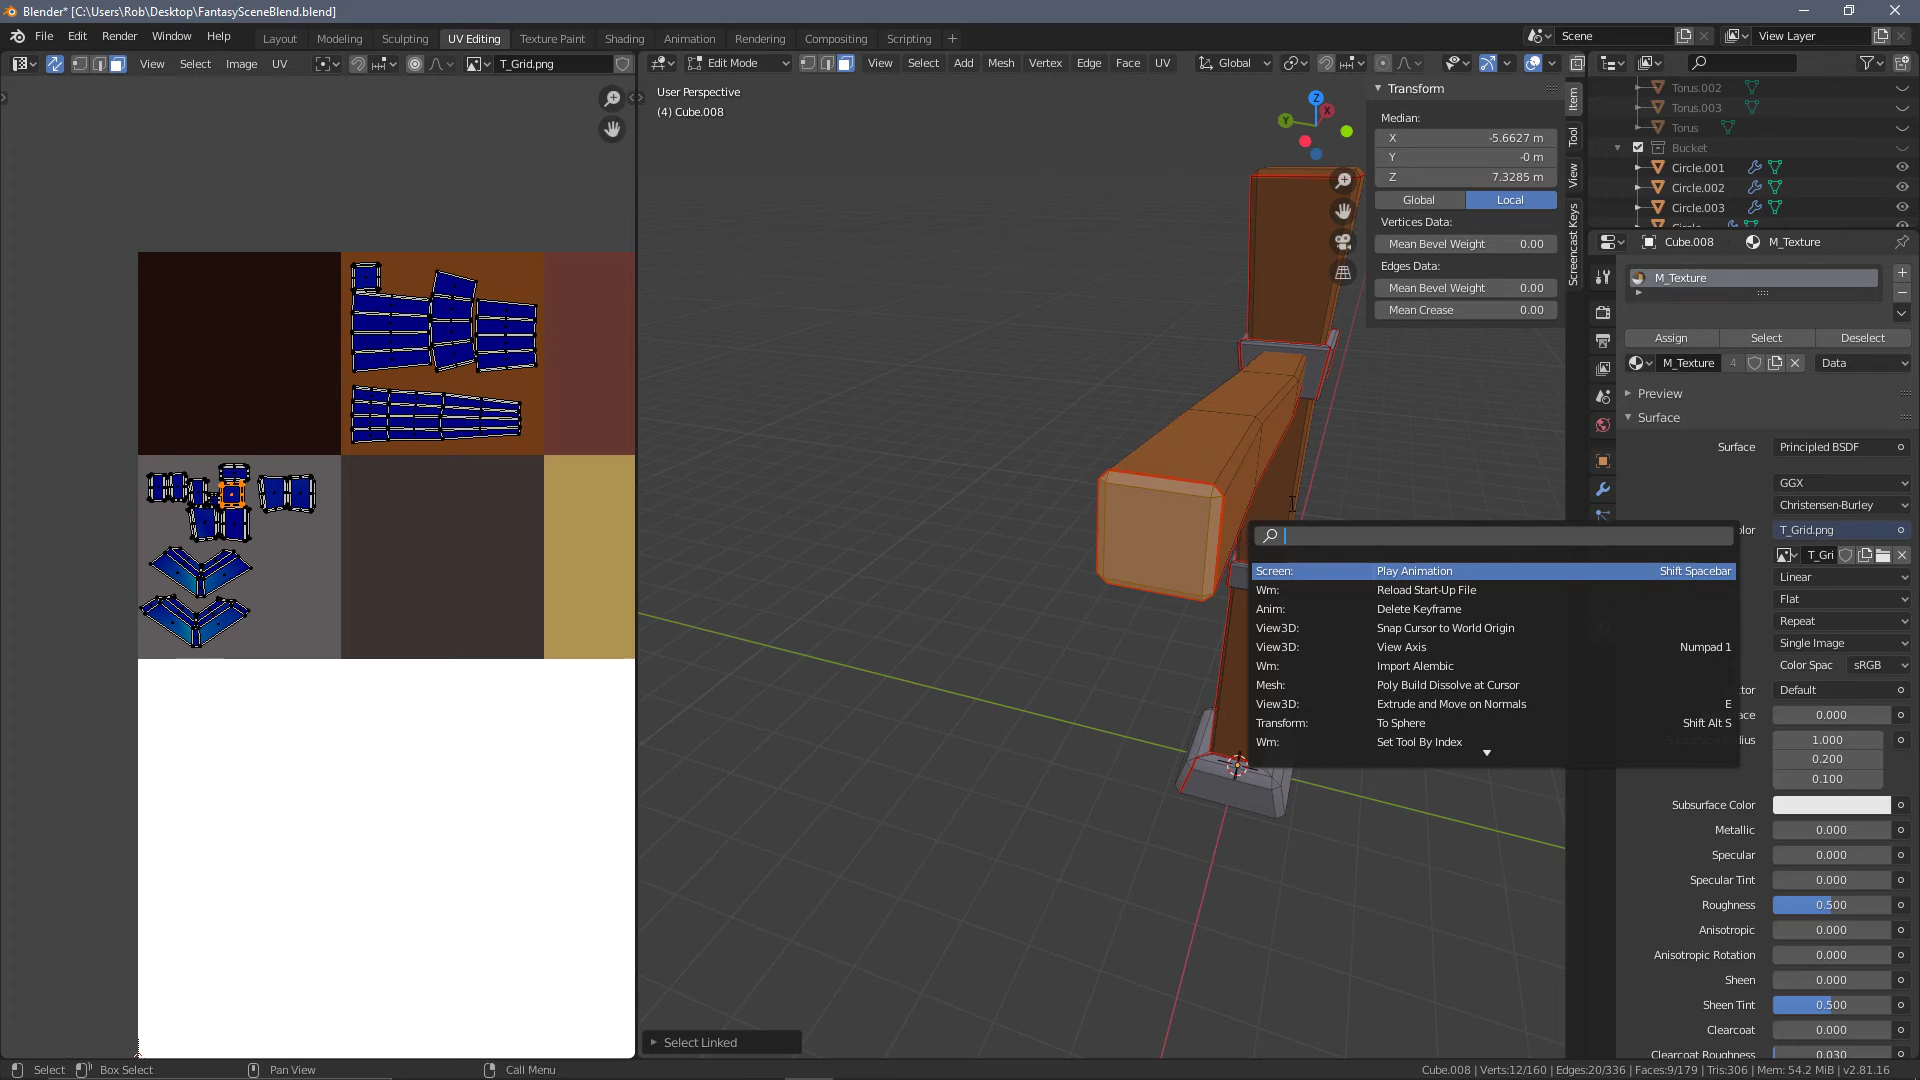 Blender* [C:\Users\Rob\Desktop\FantasySceneBlend.blend]
File Edit Render Window Help
Layout Modeling Sculpting UV Editing Texture Paint Shading Animation Rendering Compositing Scripting
Scene
View Layer
View Select Image UV
T_Grid.png
Edit Mode
View Select Add Mesh Vertex Edge Face UV
Global
User Perspective
(4) Cube.008
Z
X
Y
Transform
Median:
X -5.6627 m
Y -0 m
Z 7.3285 m
Global Local
Vertices Data:
Mean Bevel Weight 0.00
Edges Data:
Mean Bevel Weight 0.00
Mean Crease 0.00
Item
Tool
View
Screencast Keys
Torus.002
Torus.003
Torus
Bucket
Circle.001
Circle.002
Circle.003
Cube.008 M_Texture
M_Texture
Assign Select Deselect
M_Texture 4 Data
Preview
Surface
Surface Principled BSDF
GGX
Christensen-Burley
olor T_Grid.png
T_Gri
Linear
Flat
Repeat
Single Image
Color Spac sRGB
tor Default
face 0.000
Radius 1.000
0.200
0.100
Subsurface Color
Metallic 0.000
Specular 0.000
Specular Tint 0.000
Roughness 0.500
Anisotropic 0.000
Anisotropic Rotation 0.000
Sheen 0.000
Sheen Tint 0.500
Clearcoat 0.000
Clearcoat Roughness 0.030
Screen: Play Animation Shift Spacebar
Wm: Reload Start-Up File
Anim: Delete Keyframe
View3D: Snap Cursor to World Origin
View3D: View Axis Numpad 1
Wm: Import Alembic
Mesh: Poly Build Dissolve at Cursor
View3D: Extrude and Move on Normals E
Transform: To Sphere Shift Alt S
Wm: Set Tool By Index
Select Linked
Select Box Select Pan View Call Menu
Cube.008 | Verts:12/160 | Edges:20/336 | Faces:9/179 | Tris:306 | Mem: 54.2 MiB | v2.81.16